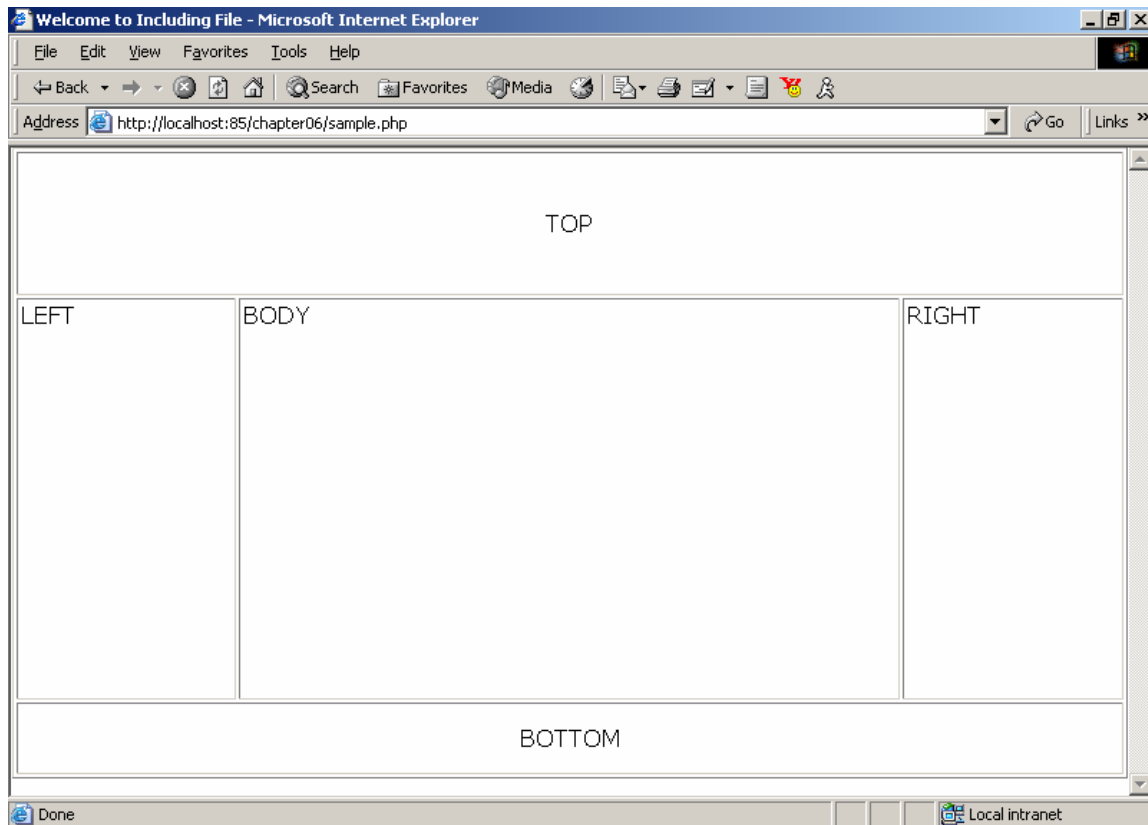 Welcome to Including File - Microsoft Internet Explorer
File Edit View Favorites Tools Help
Back Search Favorites Media
Address http://localhost:85/chapter06/sample.php Go Links »
TOP
LEFT BODY RIGHT
BOTTOM
Done Local intranet